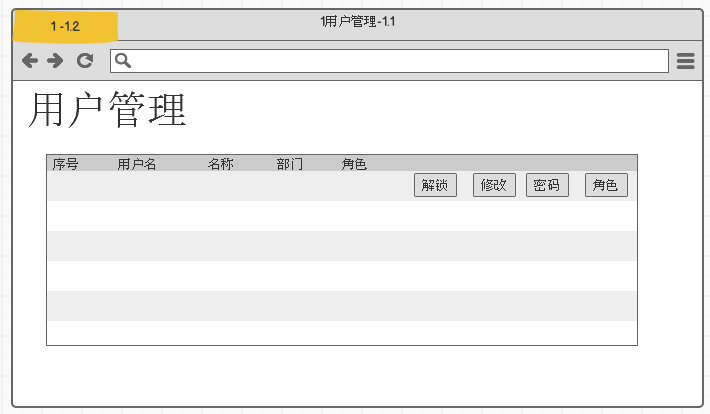 1 -1.2
1用户管理-1.1
用户管理
序号 用户名 名称 部门 角色
解锁 修改 密码 角色